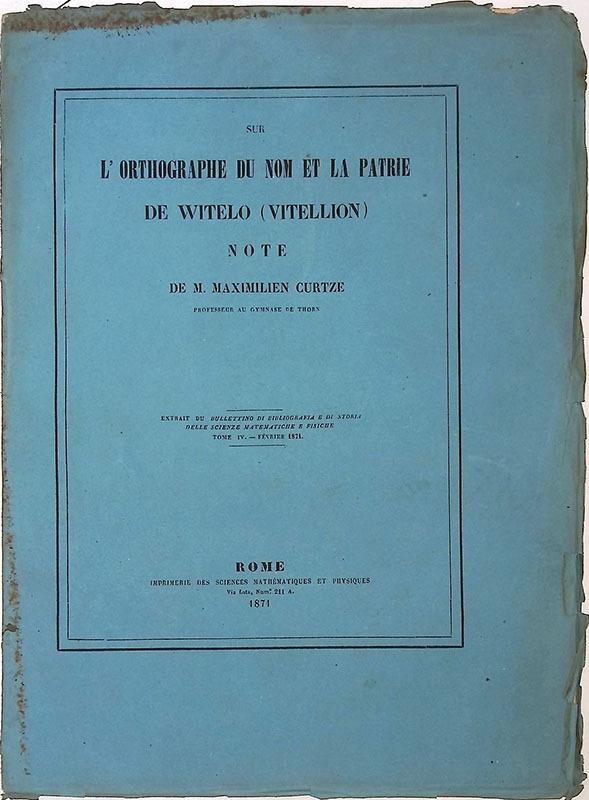 SUR
L'ORTHOGRAPHE DU NOM ET LA PATRIE
DE WITELO (VITELLION)
NOTE
DE M. MAXIMILIEN CURTZE
PROFESSEUR AU GYMNASE DE THORN
EXTRAIT DU BULLETTINO DI BIBLIOGRAFIA E DI STORIA
DELLE SCIENZE MATEMATICHE E FISICHE
TOME IV. — FÉVRIER 1871.
ROME
IMPRIMERIE DES SCIENCES MATHÉMATIQUES ET PHYSIQUES
Via Lata, Num.° 211 A.
1871